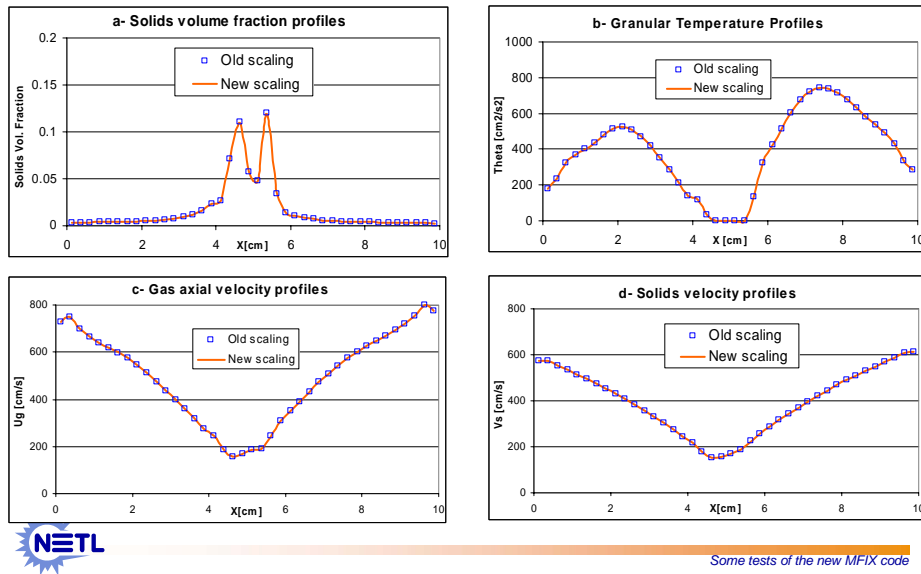 a- Solids volume fraction profiles
Solids Vol. Fraction
0.2
0.15
0.1
0.05
0
Old scaling
New scaling
0 2 4 6 8 10
X[cm]
b- Granular Temperature Profiles
Theta [cm2/s2]
1000
800
600
400
200
0
Old scaling
New scaling
0 2 4 6 8 10
X [cm]
c- Gas axial velocity profiles
Ug [cm/s]
800
600
400
200
0
Old scaling
New scaling
0 2 4 6 8 10
X[cm]
d- Solids velocity profiles
Vs [cm/s]
800
600
400
200
0
Old scaling
New scaling
0 2 4 6 8 10
X[cm]
NETL
Some tests of the new MFIX code